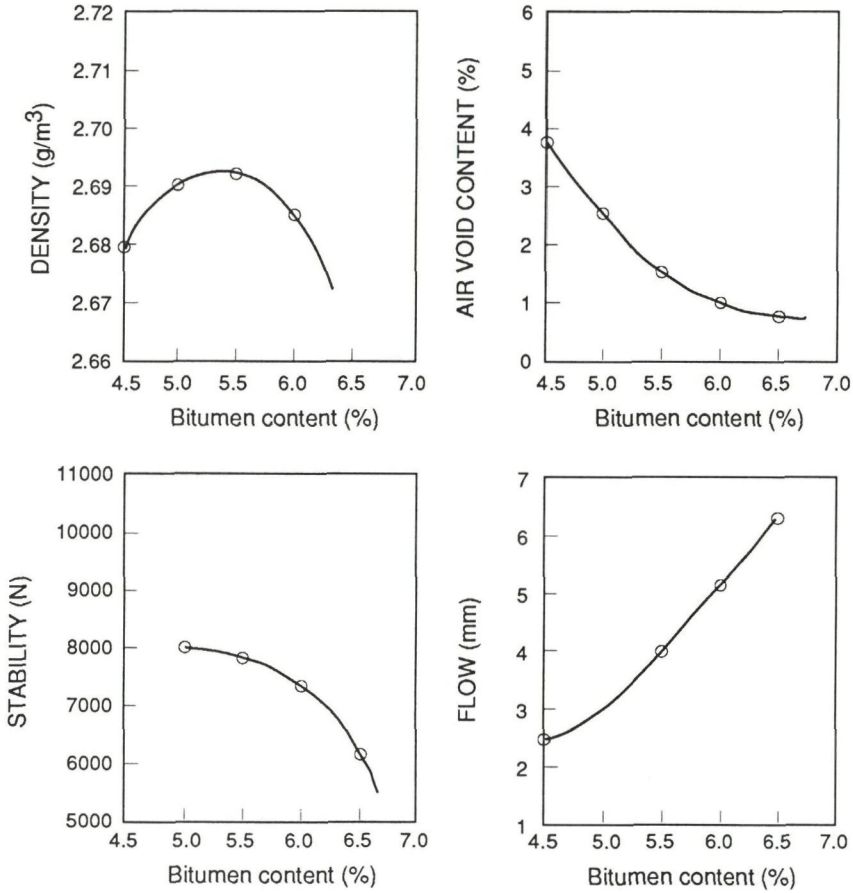 DENSITY (g/m³)
2.72
2.71
2.70
2.69
2.68
2.67
2.66
4.5 5.0 5.5 6.0 6.5 7.0
Bitumen content (%)
AIR VOID CONTENT (%)
6
5
4
3
2
1
0
4.5 5.0 5.5 6.0 6.5 7.0
Bitumen content (%)
STABILITY (N)
11000
10000
9000
8000
7000
6000
5000
4.5 5.0 5.5 6.0 6.5 7.0
Bitumen content (%)
FLOW (mm)
7
6
5
4
3
2
1
4.5 5.0 5.5 6.0 6.5 7.0
Bitumen content (%)